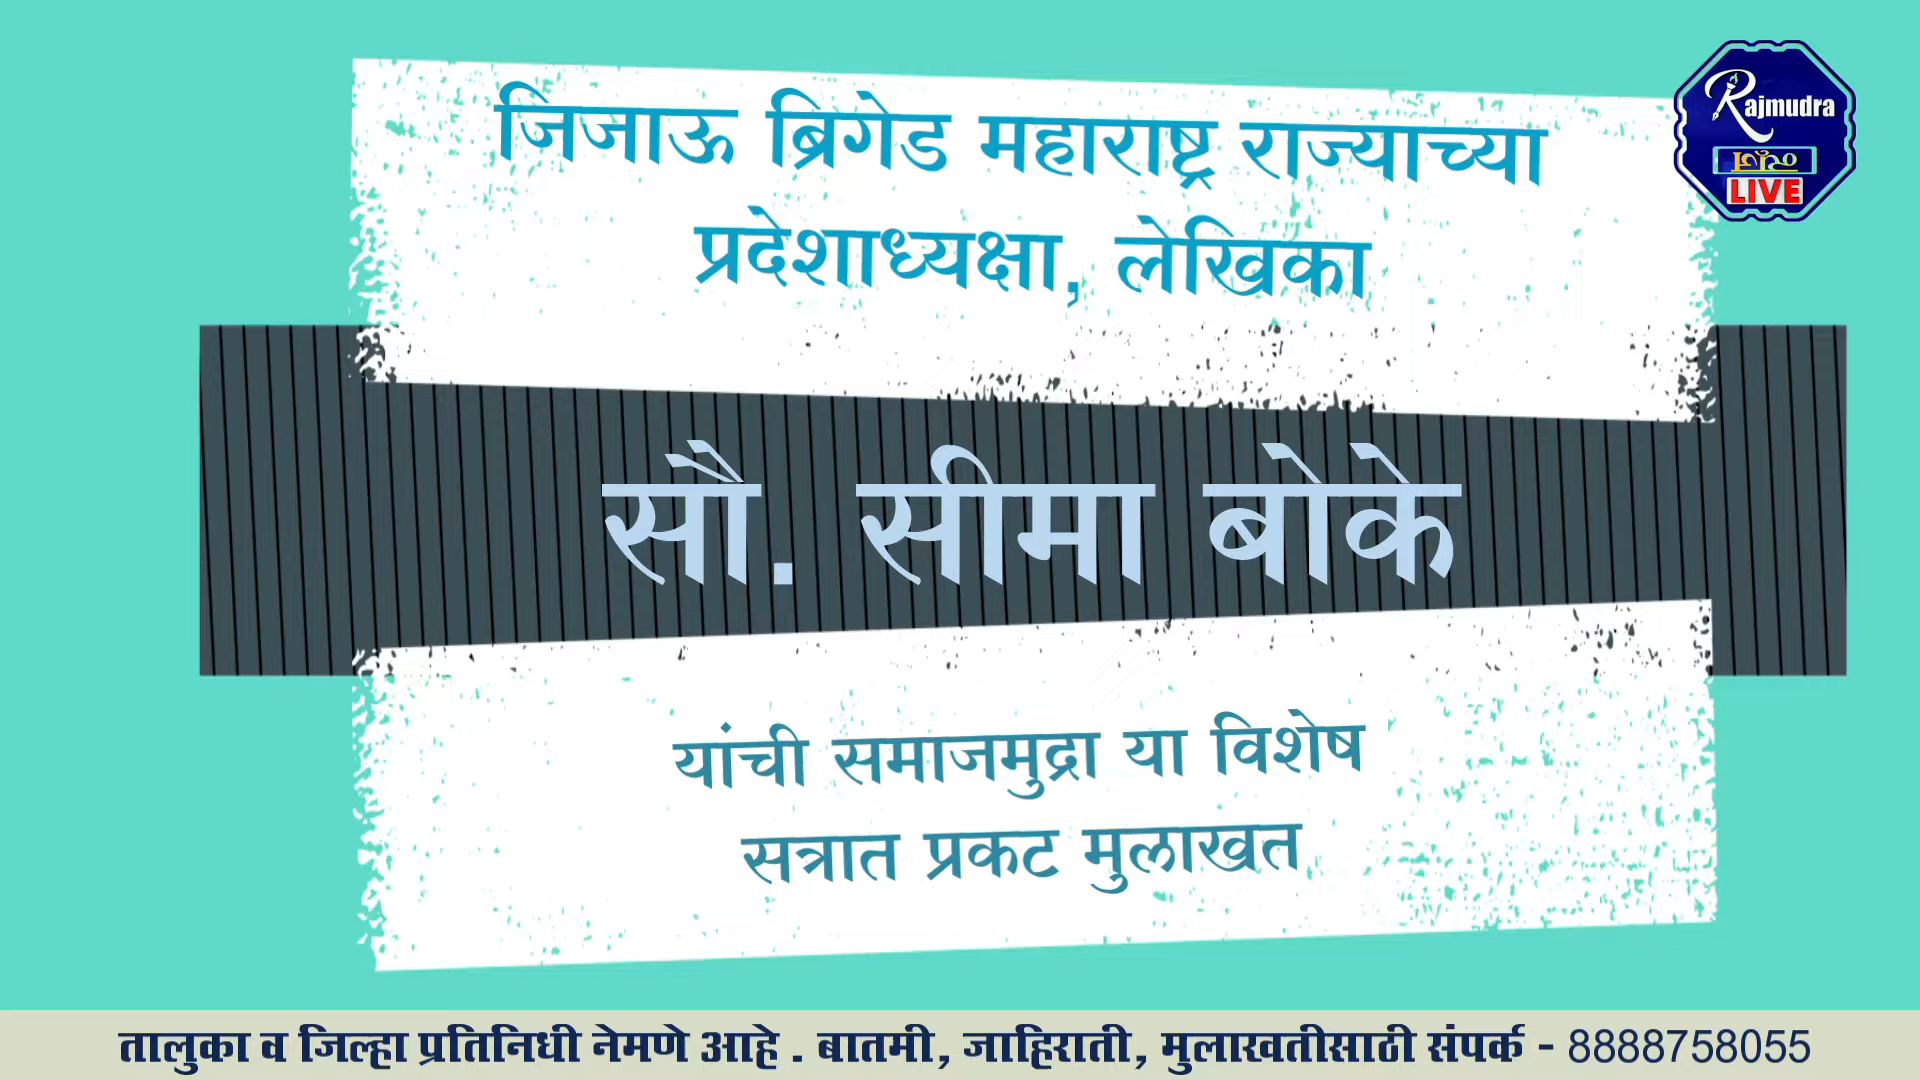 जिजाऊ ब्रिगेड महाराष्ट्र राज्याच्या
प्रदेशाध्यक्षा, लेखिका
Rajmudra
LIVE
सौ. सीमा बोके
यांची समाजमुद्रा या विशेष
सत्रात प्रकट मुलाखत
तालुका व जिल्हा प्रतिनिधी नेमणे आहे . बातमी, जाहिराती, मुलाखतीसाठी संपर्क - 8888758055